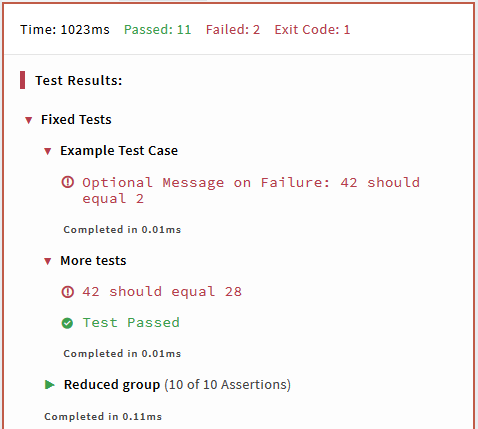 Time: 1023ms Passed: 11 Failed: 2 Exit Code: 1
Test Results:
Fixed Tests
Example Test Case
Optional Message on Failure: 42 should
equal 2
Completed in 0.01ms
More tests
42 should equal 28
Test Passed
Completed in 0.01ms
Reduced group (10 of 10 Assertions)
Completed in 0.11ms